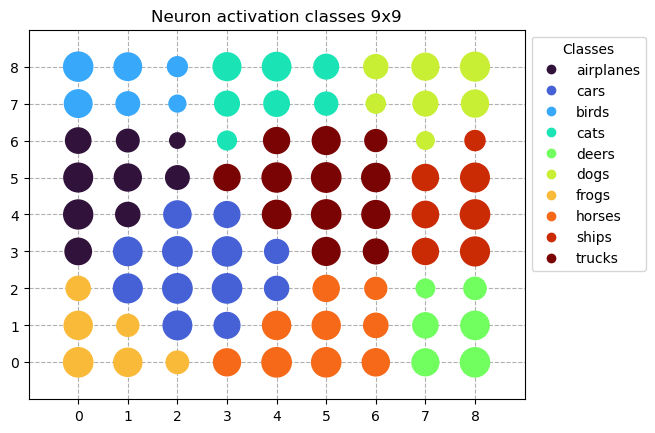 Neuron activation classes 9x9
8
7
6
5
4
3
2
1
0
0 1 2 3 4 5 6 7 8
Classes
airplanes
cars
birds
cats
deers
dogs
frogs
horses
ships
trucks